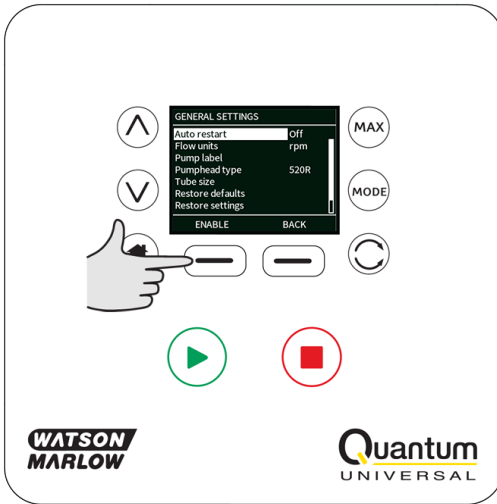 GENERAL SETTINGS
Auto restart Off
Flow units rpm
Pump label
Pumphead type 520R
Tube size
Restore defaults
Restore settings
ENABLE BACK
MAX
MODE
WATSON
MARLOW
Quantum
UNIVERSAL